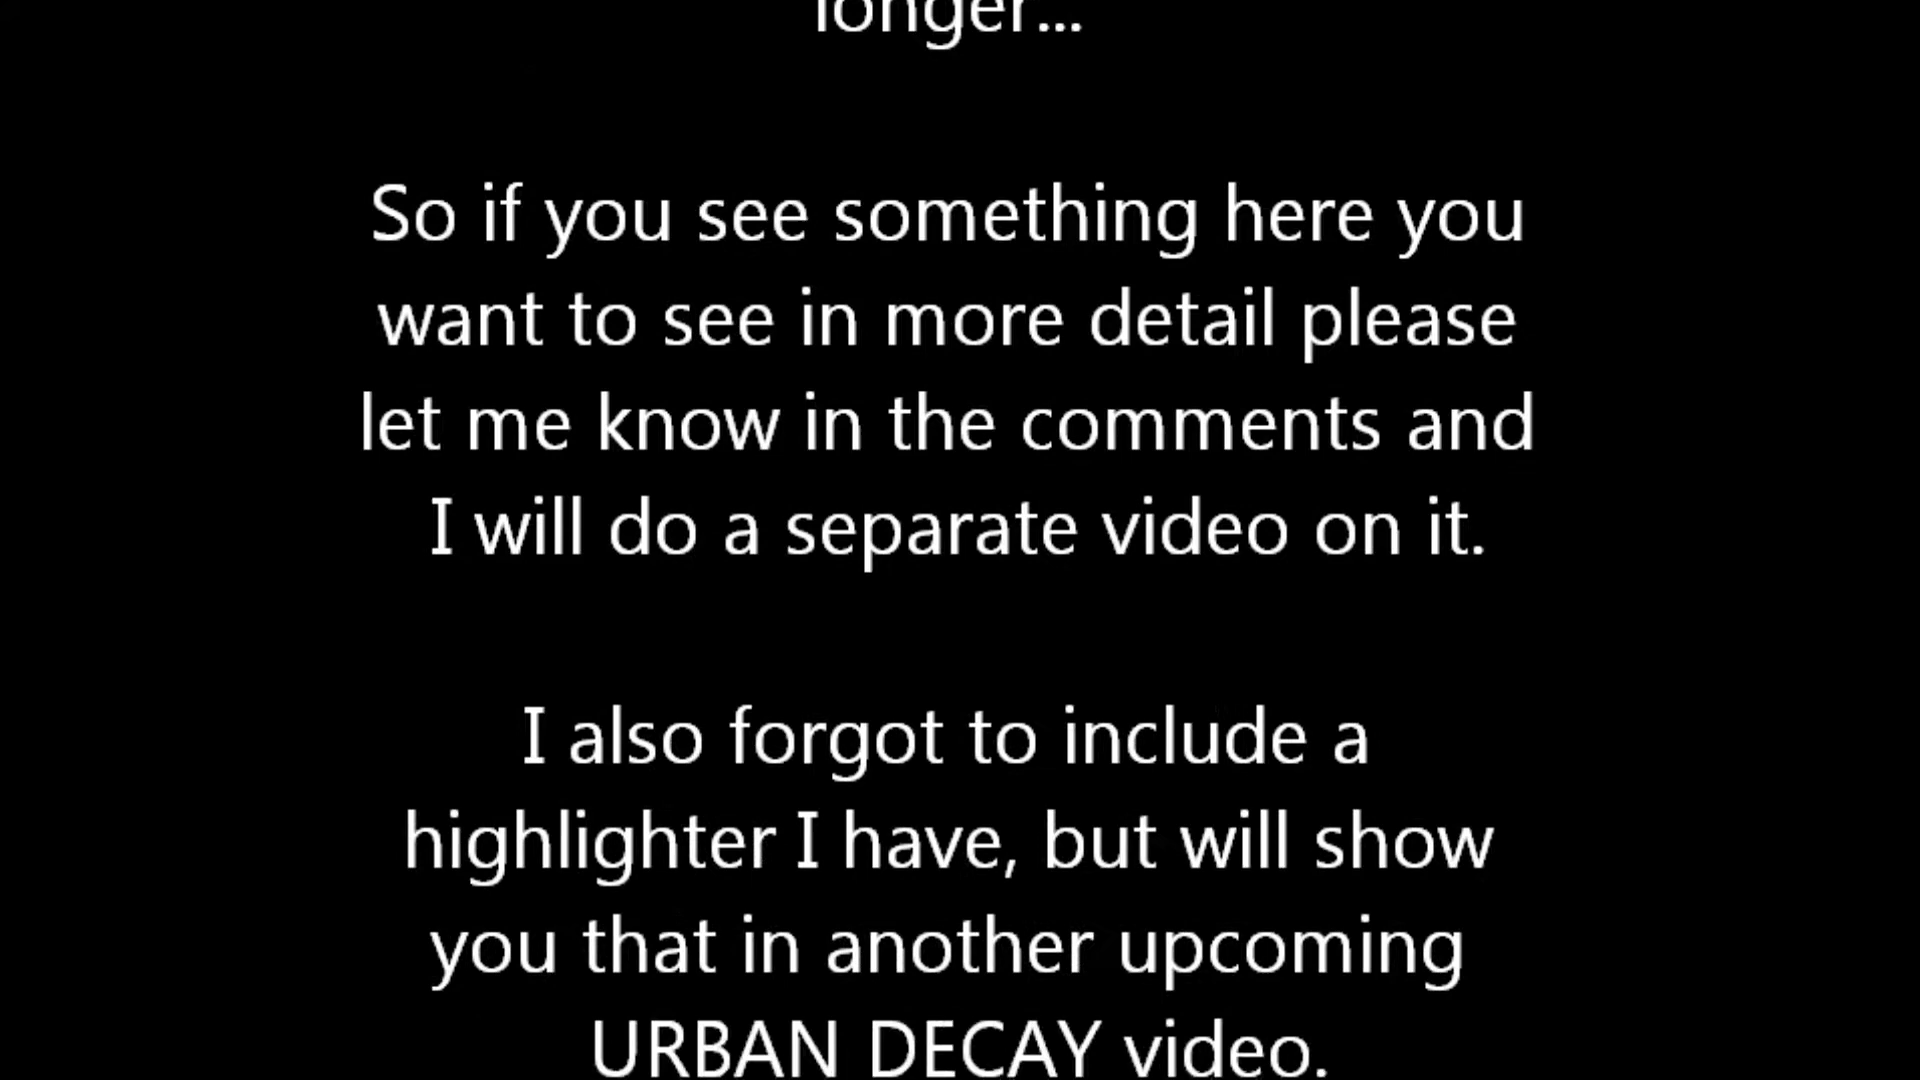 longer...
So if you see something here you
want to see in more detail please
let me know in the comments and
I will do a separate video on it.
I also forgot to include a
highlighter I have, but will show
you that in another upcoming
URBAN DECAY video.